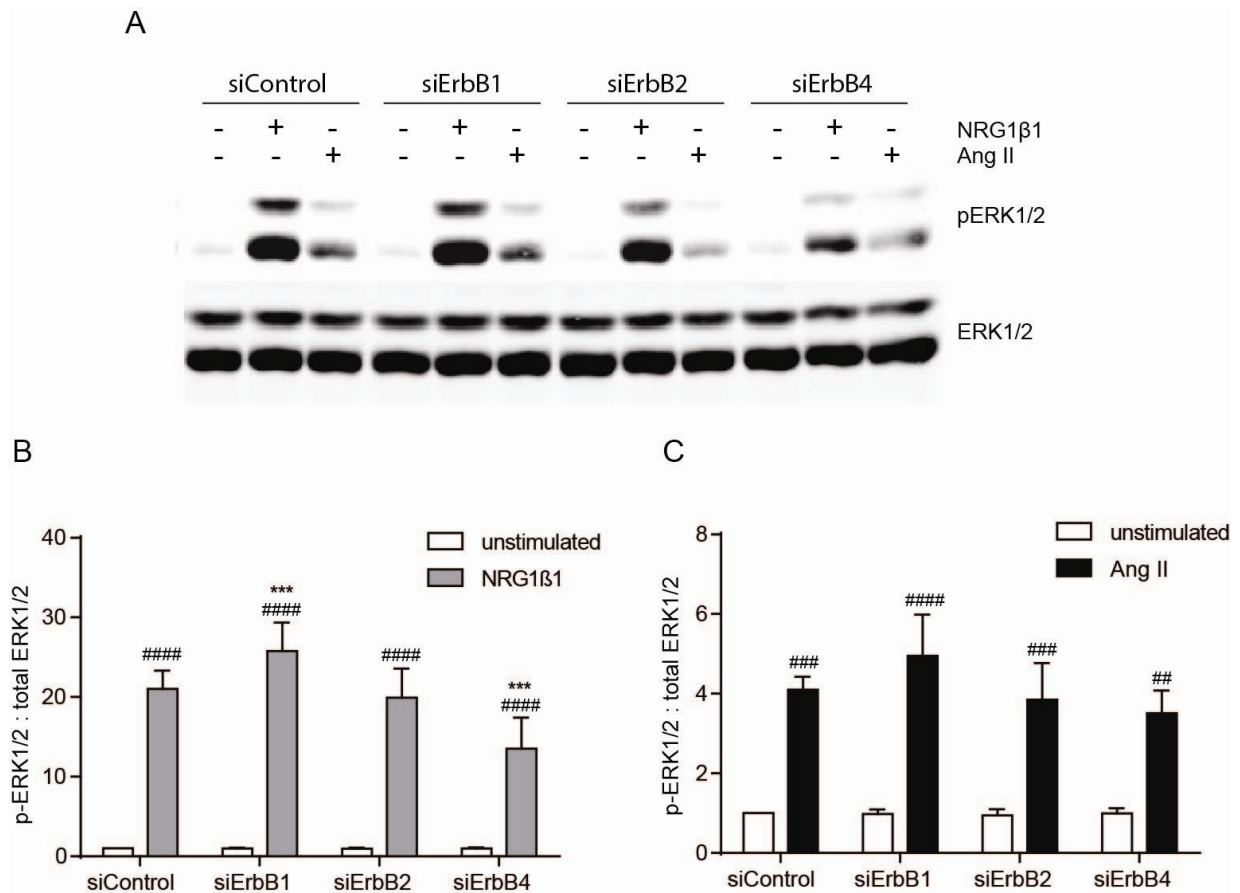 A
siControl siErbB1 siErbB2 siErbB4
- + - - + - - + - - + - NRG1β1
- - + - - + - - + - - + Ang II
pERK1/2
ERK1/2
B
p-ERK1/2 : total ERK1/2
40
30
20
10
0
unstimulated
NRG1ß1
####
***
####
####
***
####
siControl siErbB1 siErbB2 siErbB4
C
p-ERK1/2 : total ERK1/2
8
6
4
2
0
unstimulated
Ang II
###
####
###
##
siControl siErbB1 siErbB2 siErbB4